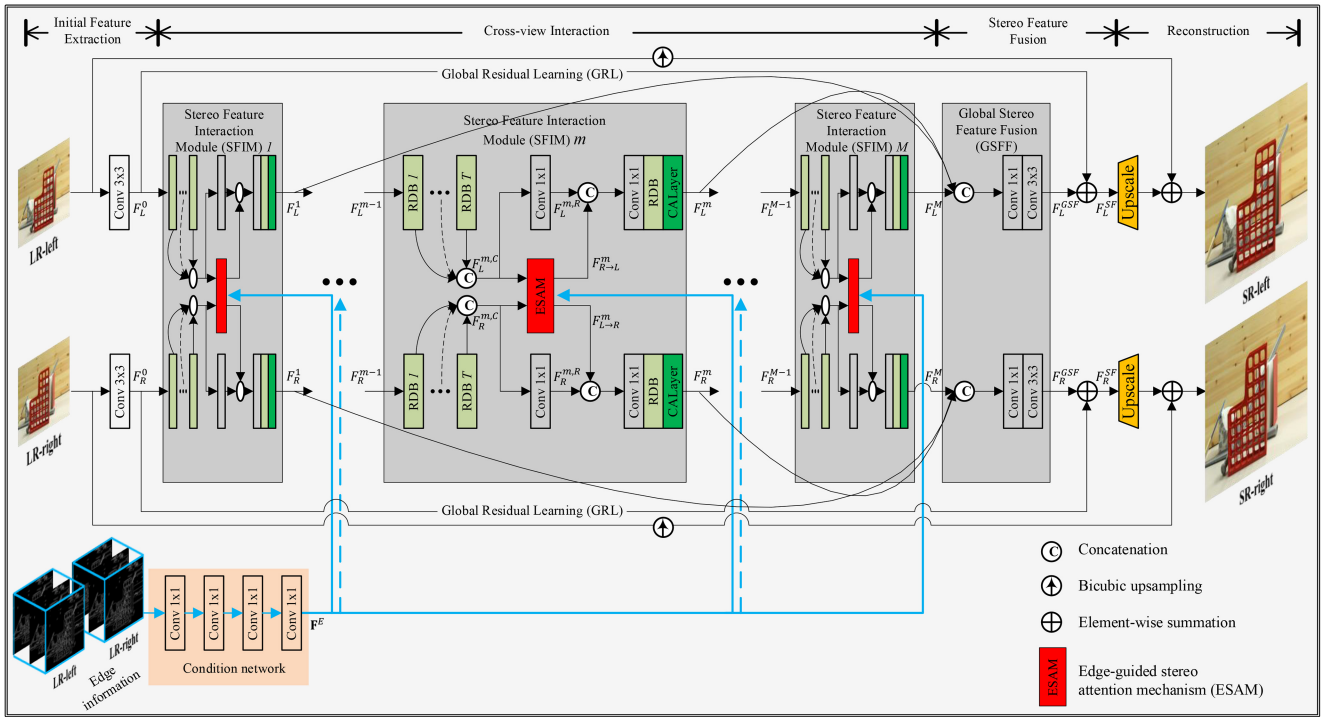 Initial Feature
Extraction
Cross-view Interaction
Stereo Feature
Fusion
Reconstruction
Global Residual Learning (GRL)
Stereo Feature
Interaction
Module (SFIM) 1
Stereo Feature Interaction
Module (SFIM) m
Stereo Feature
Interaction
Module (SFIM) M
Global Stereo
Feature Fusion
(GSFF)
LR-left
Conv 3x3
F_L^0
F_L^1
F_L^{m-1}
RDB 1
RDB T
F_L^{m,C}
Conv 1x1
F_L^{m,R}
C
Conv 1x1
RDB
CALayer
F_L^m
F_L^{M-1}
F_L^M
C
Conv 1x1
Conv 3x3
F_L^{GSF}
F_L^{SF}
Upscale
SR-left
C
ESAM
F_{R→L}^m
C
F_R^{m,C}
F_{L→R}^m
LR-right
Conv 3x3
F_R^0
F_R^1
F_R^{m-1}
RDB 1
RDB T
Conv 1x1
F_R^{m,R}
C
Conv 1x1
RDB
CALayer
F_R^m
F_R^{M-1}
F_R^M
C
Conv 1x1
Conv 3x3
F_R^{GSF}
F_R^{SF}
Upscale
SR-right
Global Residual Learning (GRL)
LR-left
LR-right
Edge
information
Conv 1x1
Conv 1x1
Conv 1x1
Conv 1x1
F^E
Condition network
C
Concatenation
Bicubic upsampling
Element-wise summation
ESAM
Edge-guided stereo
attention mechanism (ESAM)